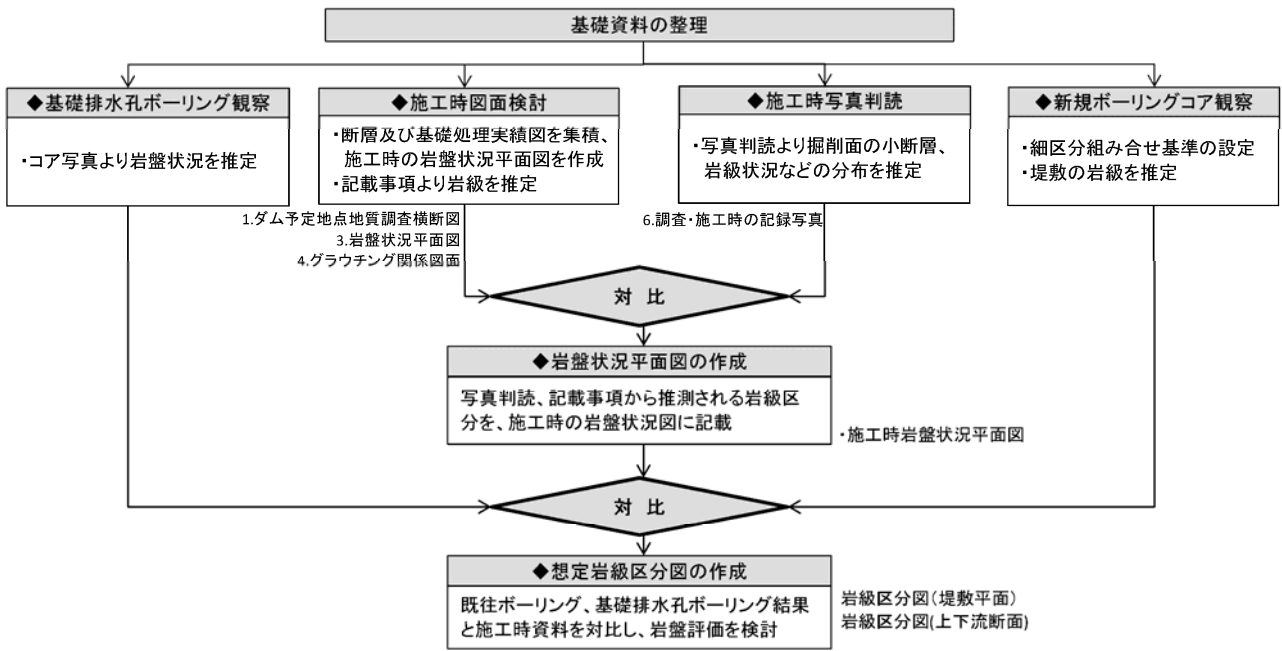 基礎資料の整理
◆基礎排水孔ボーリング観察
・コア写真より岩盤状況を推定
◆施工時図面検討
・断層及び基礎処理実績図を集積、
施工時の岩盤状況平面図を作成
・記載事項より岩級を推定
◆施工時写真判読
・写真判読より掘削面の小断層、
岩級状況などの分布を推定
◆新規ボーリングコア観察
・細区分組み合せ基準の設定
・堤敷の岩級を推定
1.ダム予定地点地質調査横断図
3.岩盤状況平面図
4.グラウチング関係図面
6.調査・施工時の記録写真
対 比
◆岩盤状況平面図の作成
写真判読、記載事項から推測される岩級区
分を、施工時の岩盤状況図に記載
・施工時岩盤状況平面図
対 比
◆想定岩級区分図の作成
既往ボーリング、基礎排水孔ボーリング結果
と施工時資料を対比し、岩盤評価を検討
岩級区分図（堤敷平面）
岩級区分図(上下流断面)